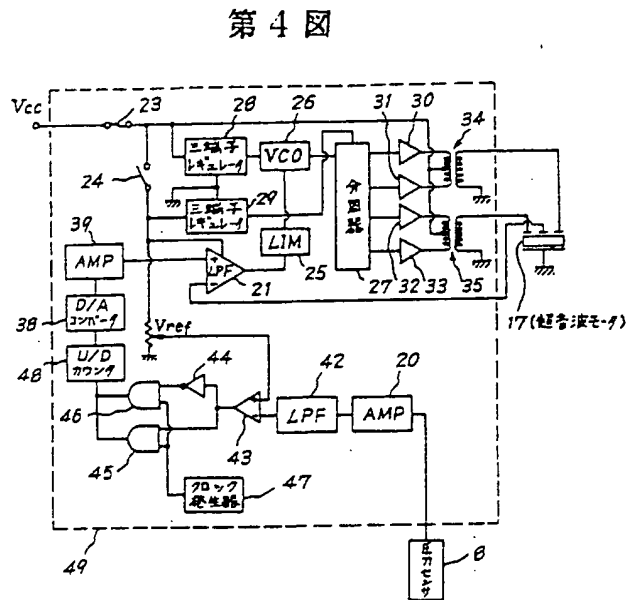 第4図
Vcc
23
28
26
31
30
34
三端子
レギュレータ
VCO
24
三端子
レギュレータ
29
分周器
39
AMP
LPF
21
LIM
25
27
32
33
35
17(超音波モータ)
38
D/A
コンバータ
Vref
48
U/D
カウンタ
44
42
20
46
LPF
AMP
43
45
クロック
発生器
47
49
圧力センサ
8